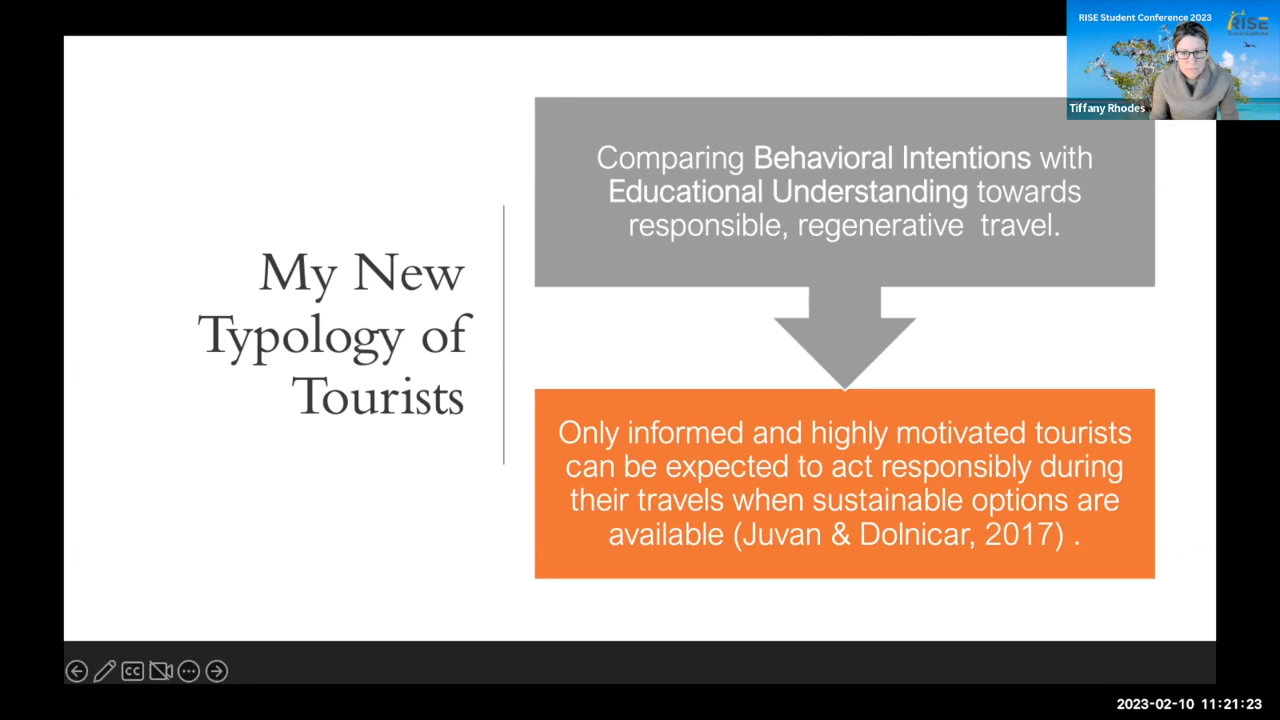 RISE Student Conference 2023
RISE
Tiffany Rhodes
My New
Typology of
Tourists
Comparing Behavioral Intentions with
Educational Understanding towards
responsible, regenerative  travel.
Only informed and highly motivated tourists
can be expected to act responsibly during
their travels when sustainable options are
available (Juvan & Dolnicar, 2017) .
CC
2023-02-10 11:21:23